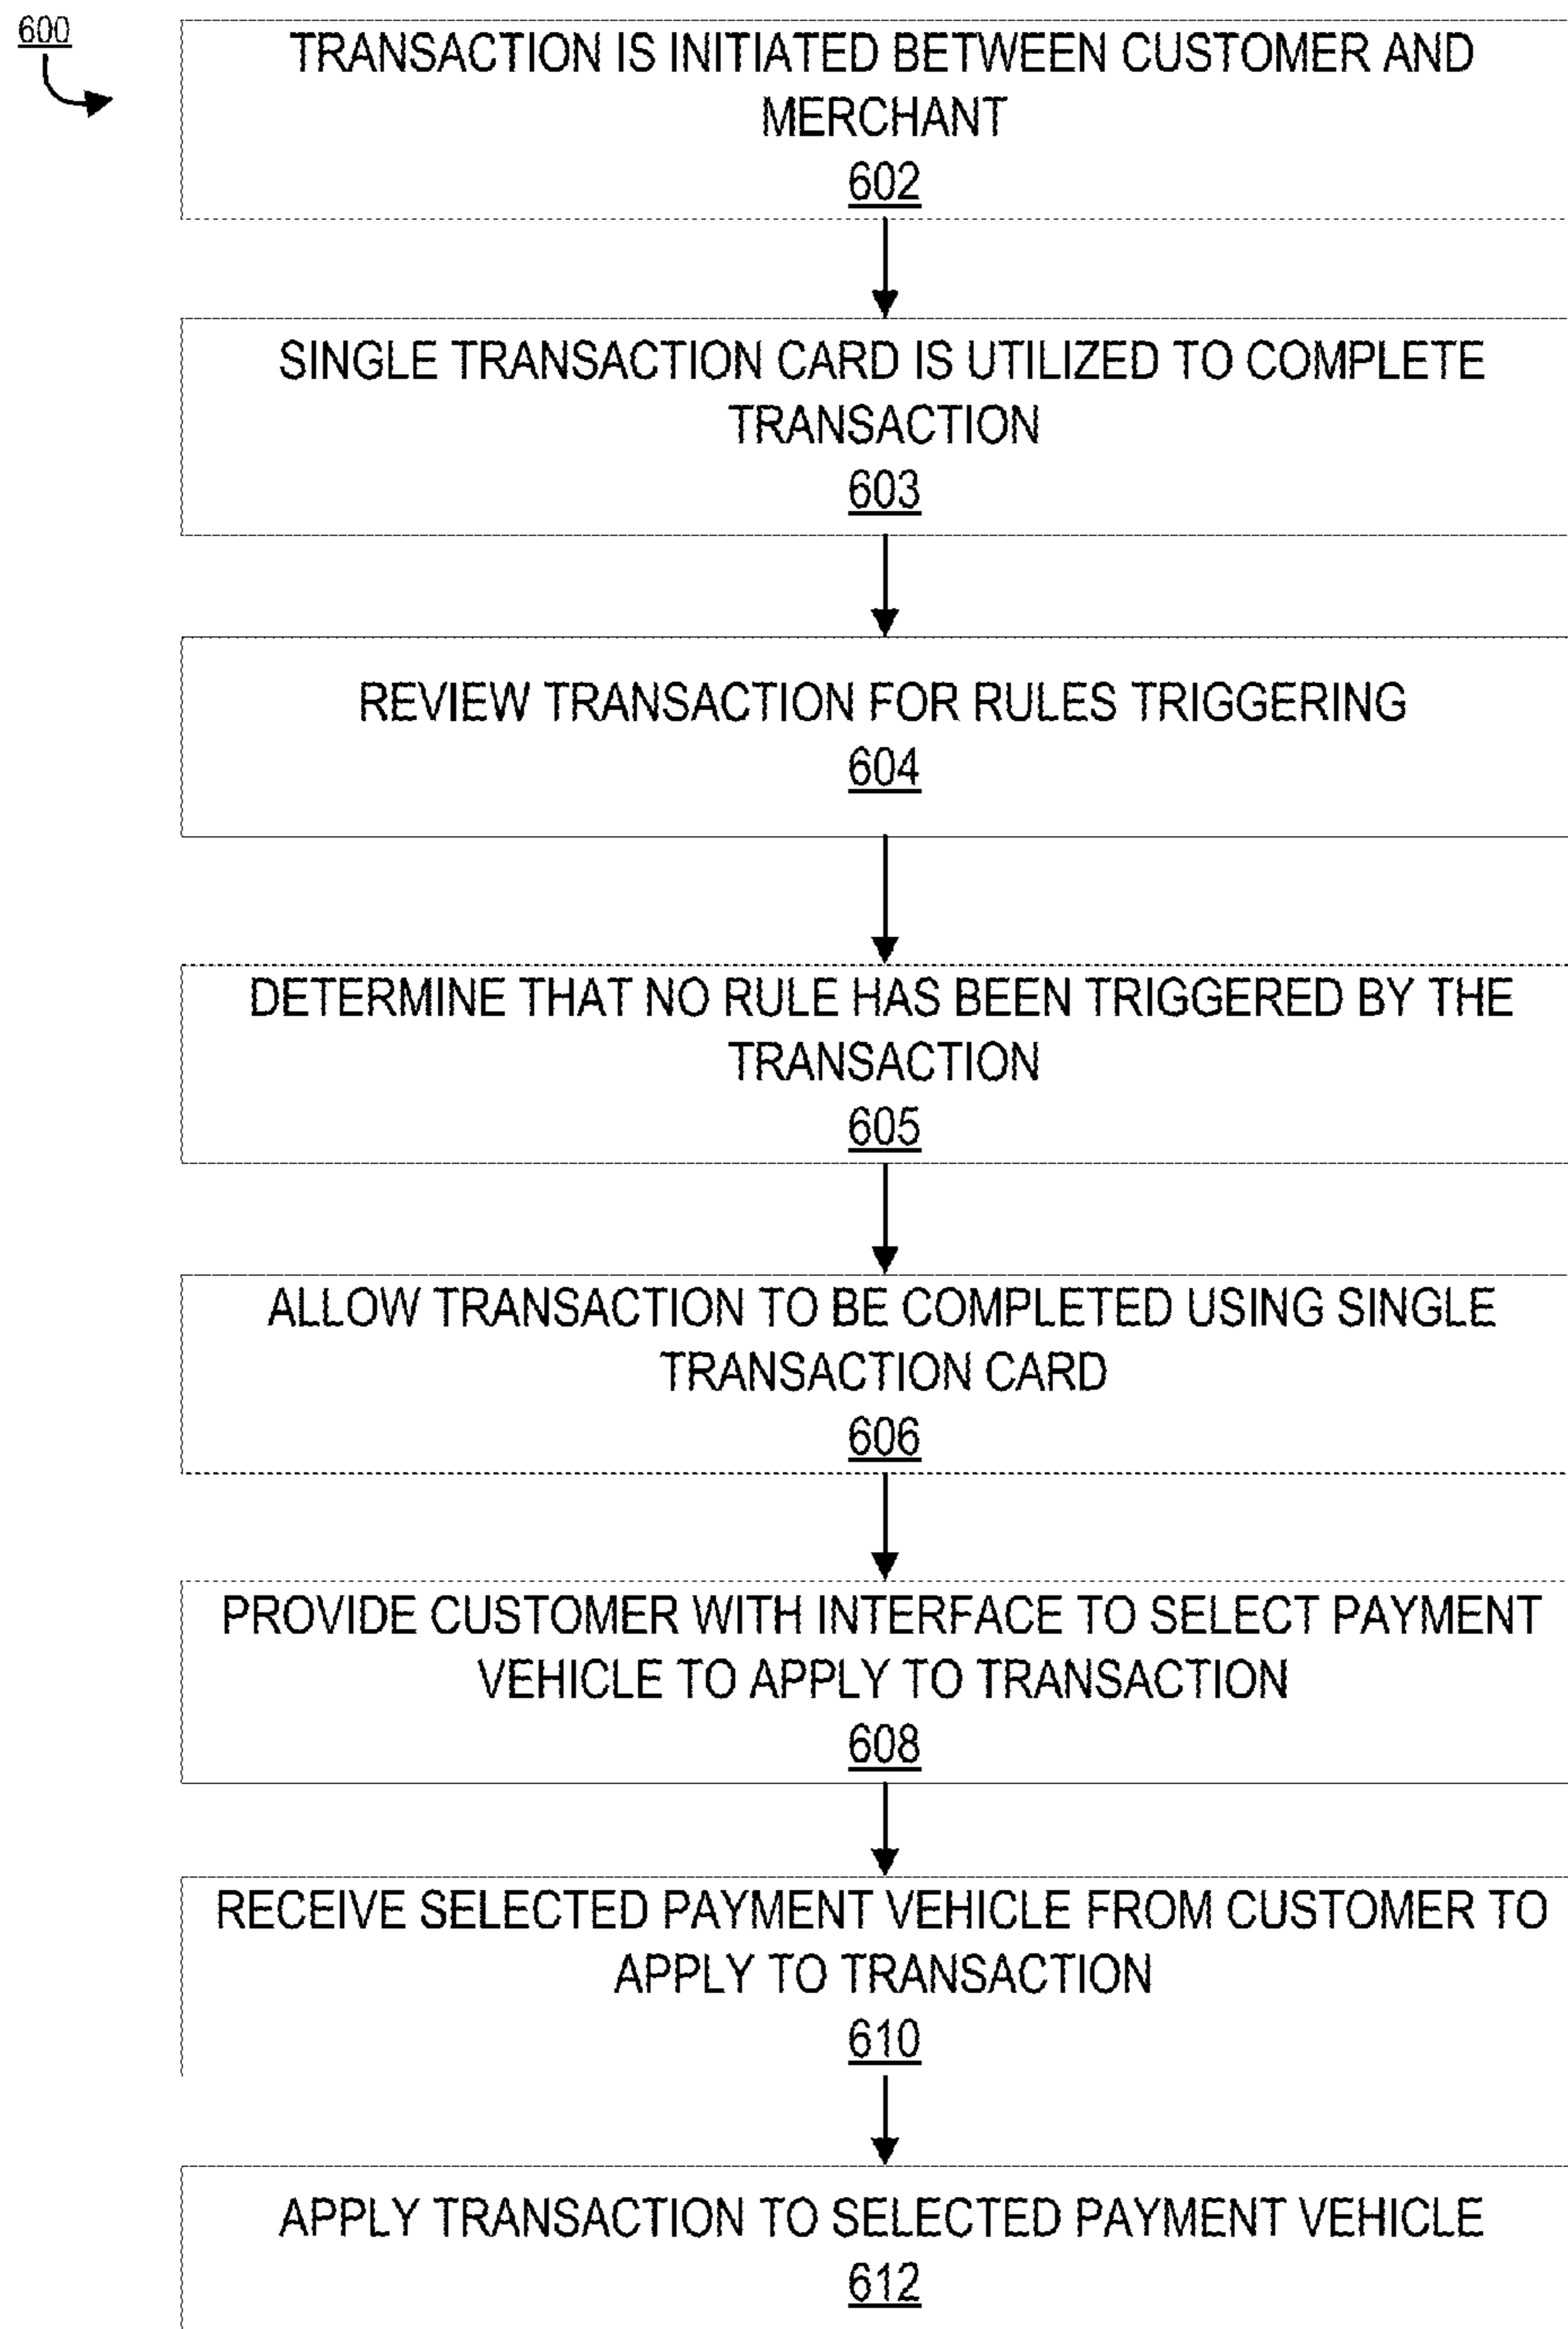 600
TRANSACTION IS INITIATED BETWEEN CUSTOMER AND
MERCHANT
602
SINGLE TRANSACTION CARD IS UTILIZED TO COMPLETE
TRANSACTION
603
REVIEW TRANSACTION FOR RULES TRIGGERING
604
DETERMINE THAT NO RULE HAS BEEN TRIGGERED BY THE
TRANSACTION
605
ALLOW TRANSACTION TO BE COMPLETED USING SINGLE
TRANSACTION CARD
606
PROVIDE CUSTOMER WITH INTERFACE TO SELECT PAYMENT
VEHICLE TO APPLY TO TRANSACTION
608
RECEIVE SELECTED PAYMENT VEHICLE FROM CUSTOMER TO
APPLY TO TRANSACTION
610
APPLY TRANSACTION TO SELECTED PAYMENT VEHICLE
612